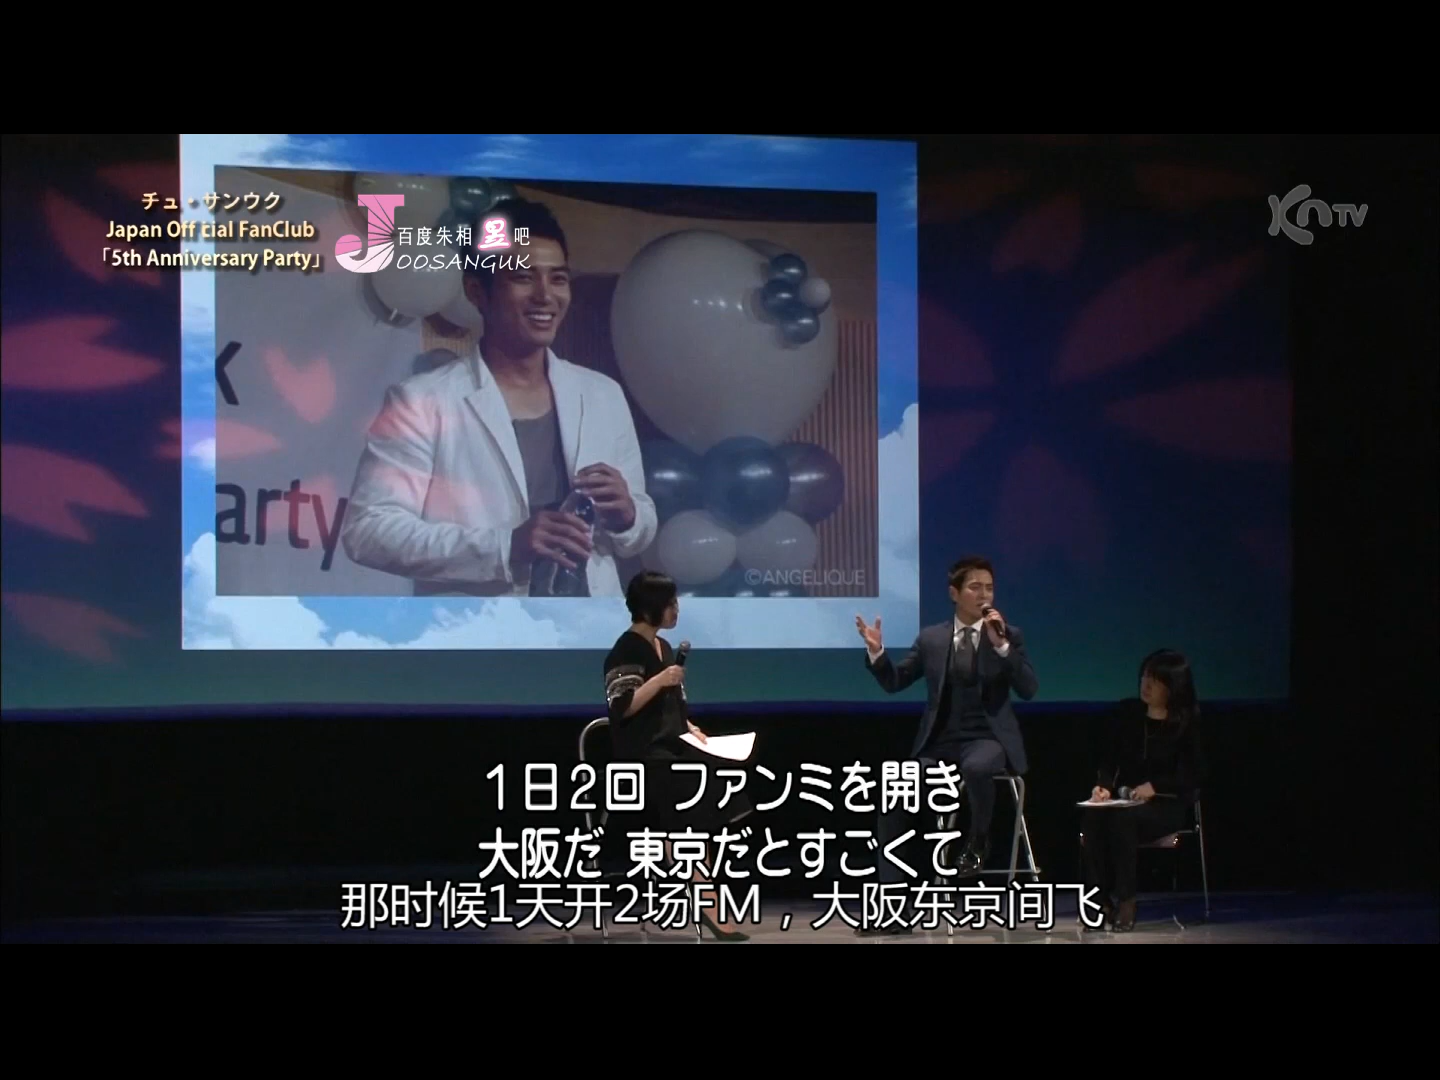 チュ・サンウク
Japan Official FanClub
「5th Anniversary Party」
百度朱相昱吧
JOOSANGUK
KnTV
k
arty
©ANGELIQUE
1日2回 ファンミを開き
大阪だ 東京だとすごくて
那时候1天开2场FM，大阪东京间飞